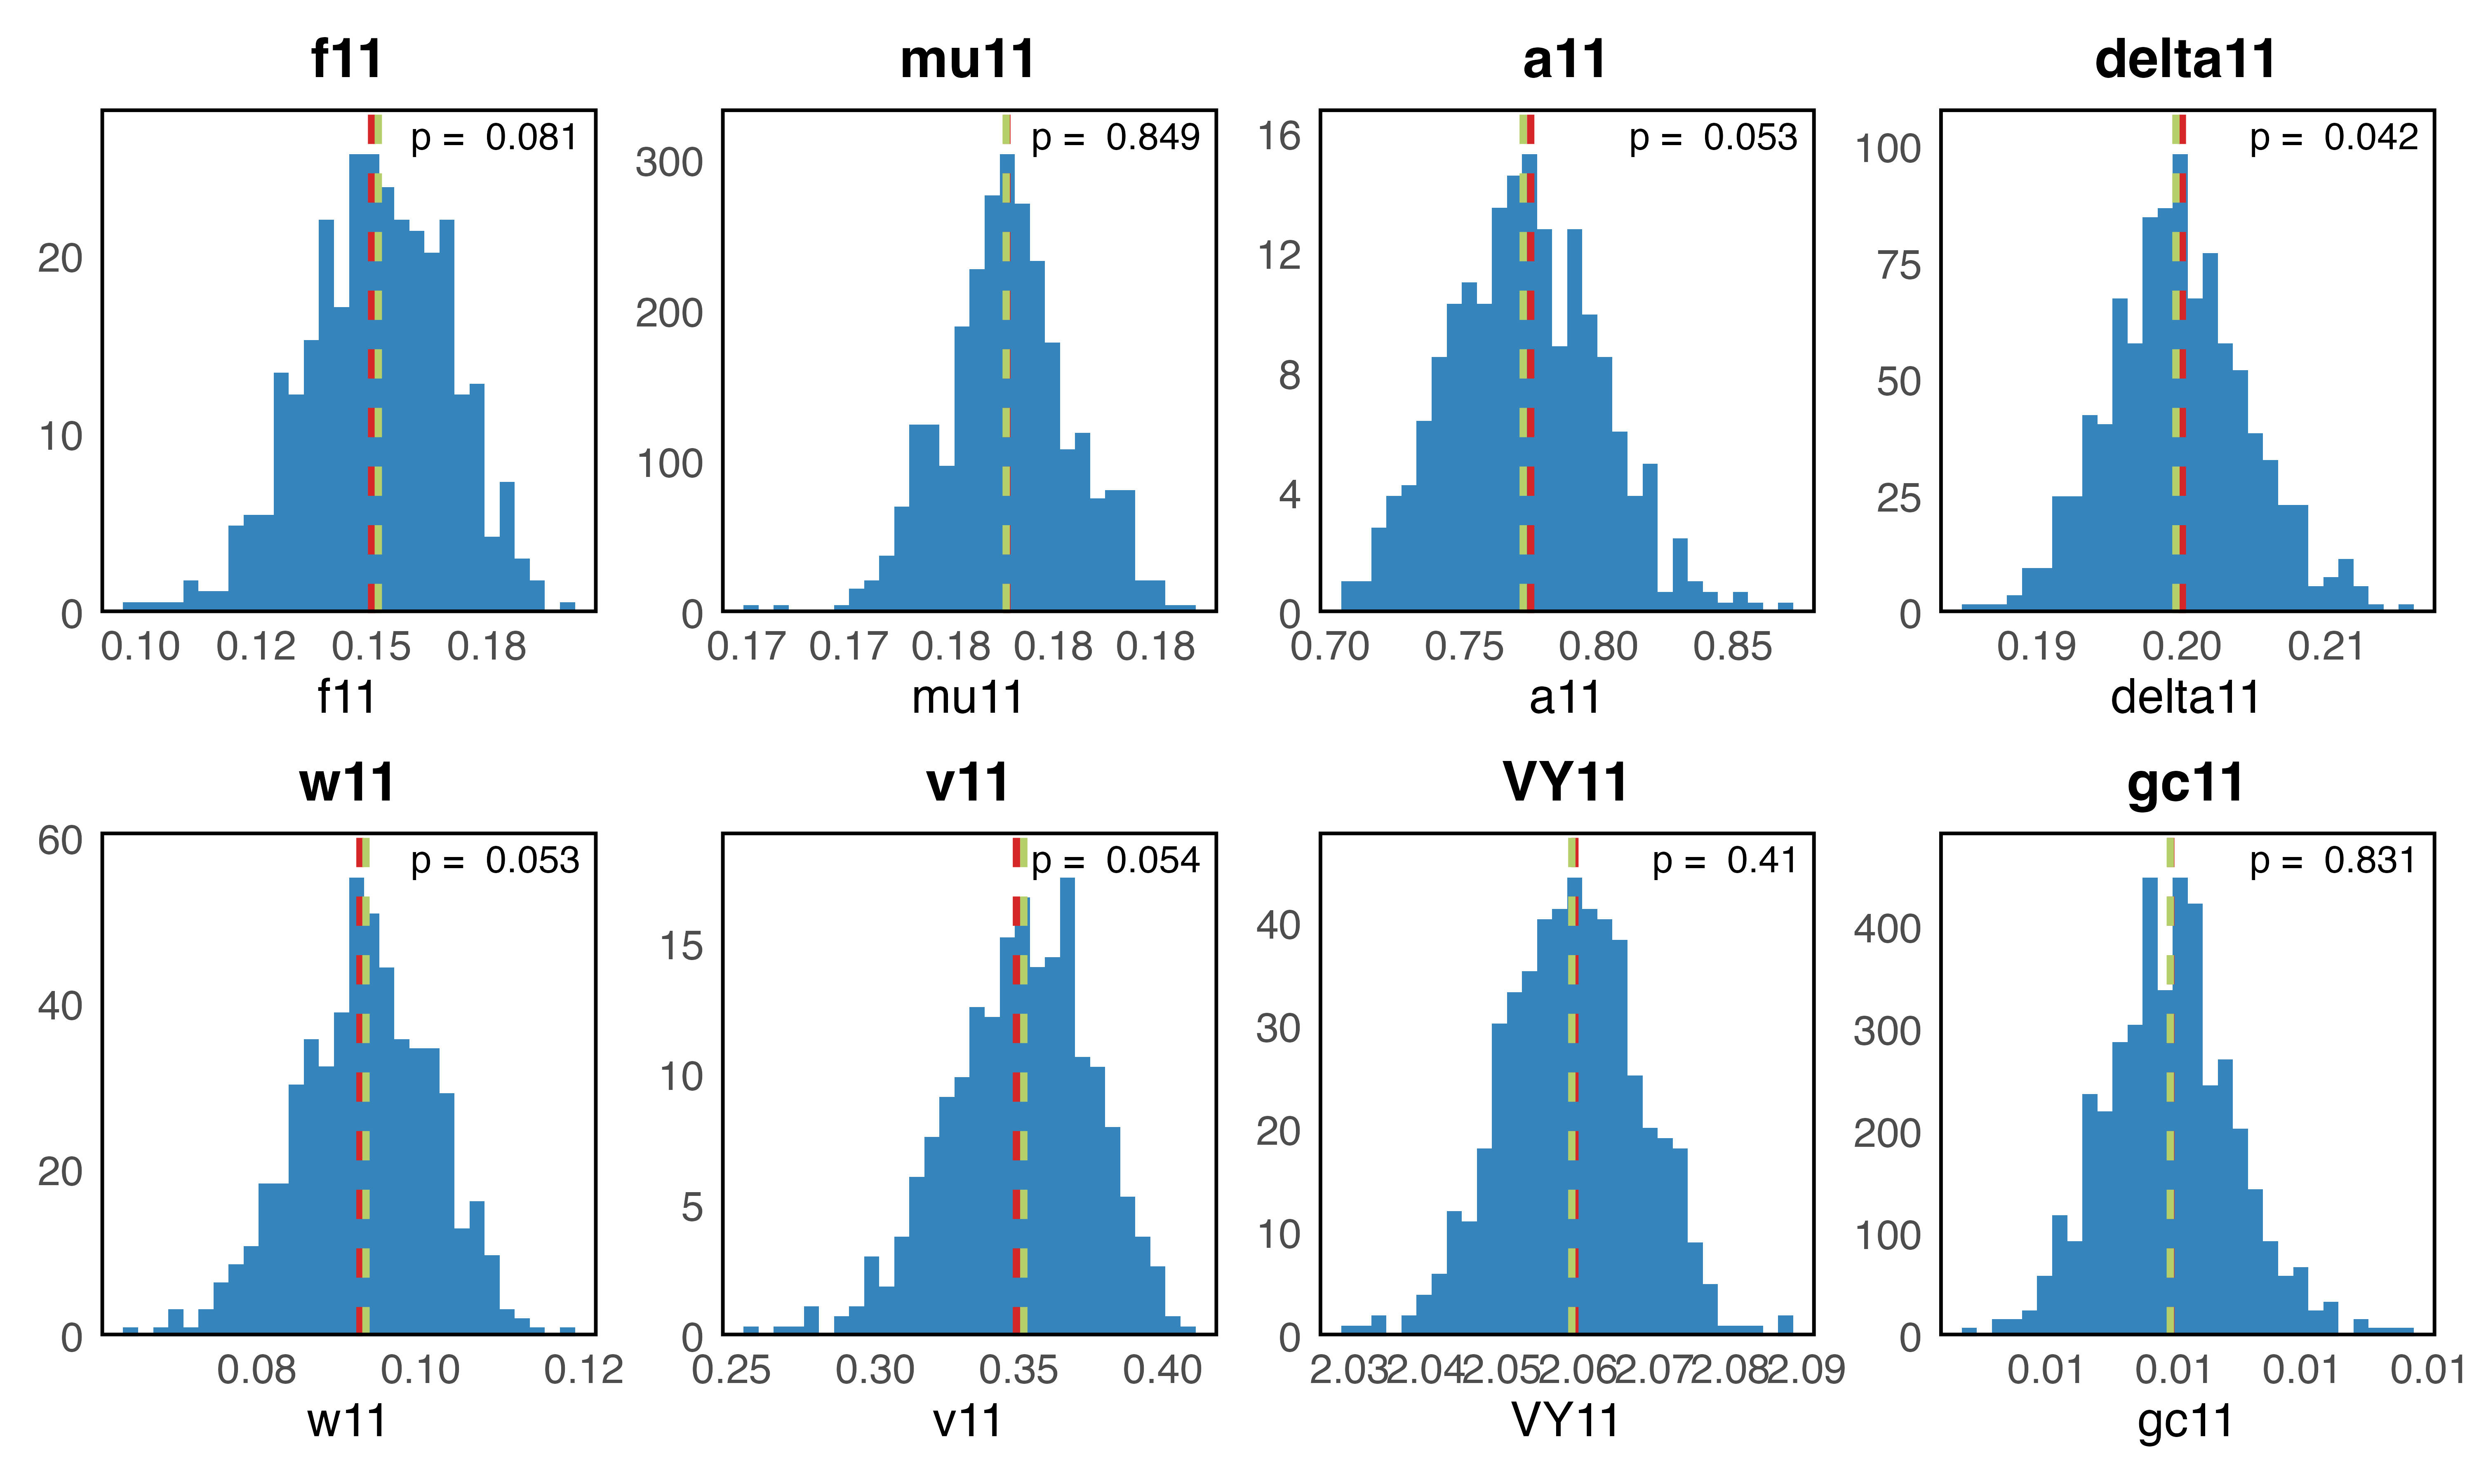 f11
mu11
a11
delta11
p = 0.081
p = 0.849
p = 0.053
p = 0.042
20
10
0
300
200
100
0
16
12
8
4
0
100
75
50
25
0
0.10 0.12 0.15 0.18
0.17 0.17 0.18 0.18 0.18
0.70 0.75 0.80 0.85
0.19 0.20 0.21
f11
mu11
a11
delta11
w11
v11
VY11
gc11
p = 0.053
p = 0.054
p = 0.41
p = 0.831
60
40
20
0
15
10
5
0
40
30
20
10
0
400
300
200
100
0
0.08 0.10 0.12
0.25 0.30 0.35 0.40
2.03 2.04 2.05 2.06 2.07 2.08 2.09
0.01 0.01 0.01 0.01
w11
v11
VY11
gc11